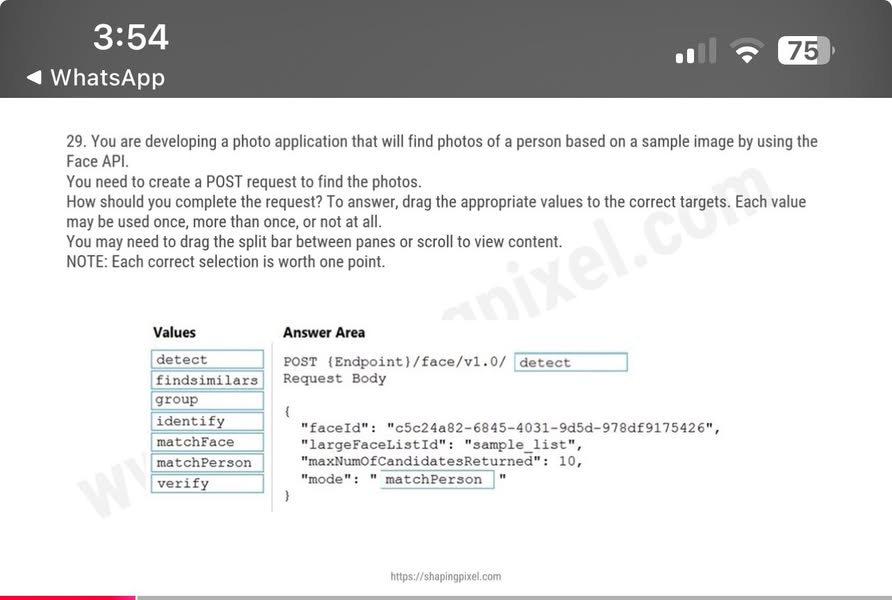 3:54
75
◀ WhatsApp
29. You are developing a photo application that will find photos of a person based on a sample image by using the
Face API.
You need to create a POST request to find the photos.
How should you complete the request? To answer, drag the appropriate values to the correct targets. Each value
may be used once, more than once, or not at all.
You may need to drag the split bar between panes or scroll to view content.
NOTE: Each correct selection is worth one point.
Values
detect
findsimilars
group
identify
matchFace
matchPerson
verify
Answer Area
POST {Endpoint}/face/v1.0/ detect
Request Body
{
"faceId": "c5c24a82-6845-4031-9d5d-978df9175426",
"largeFaceListId": "sample_list",
"maxNumOfCandidatesReturned": 10,
"mode": " matchPerson "
}
https://shapingpixel.com